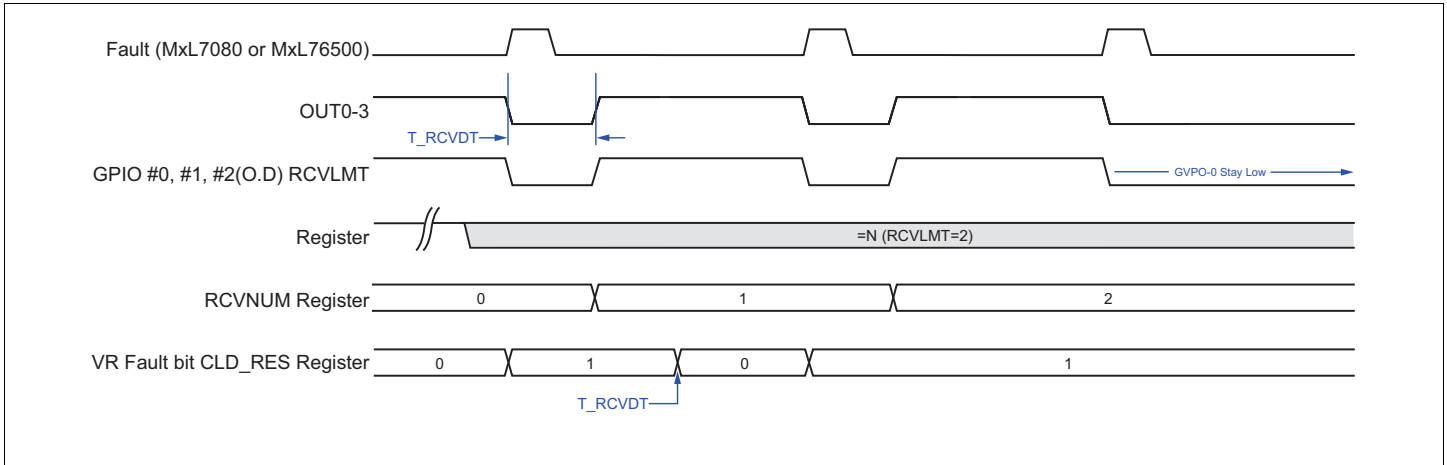 Fault (MxL7080 or MxL76500)
OUT0-3
T_RCVDT
GPIO #0, #1, #2(O.D) RCVLMT
GVPO-0 Stay Low
Register
=N (RCVLMT=2)
RCVNUM Register
0 1 2
VR Fault bit CLD_RES Register
0 1 0 1
T_RCVDT